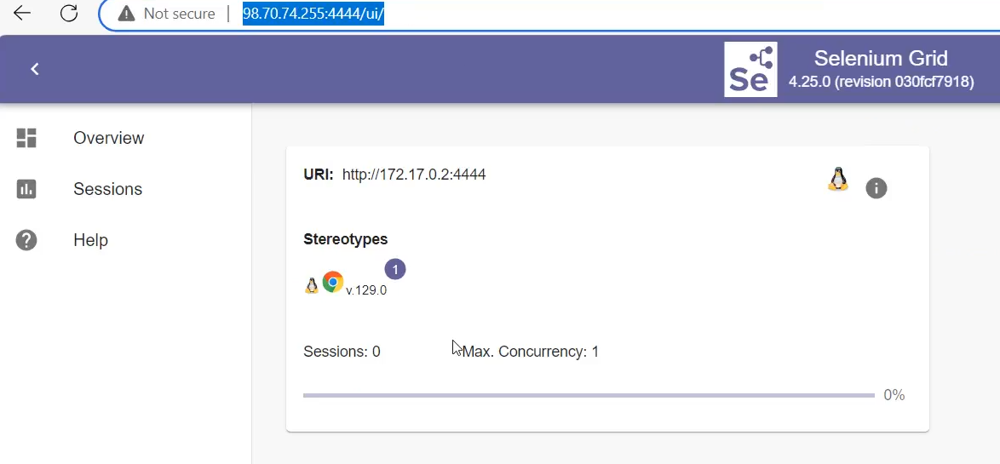 Not secure | 98.70.74.255:4444/ui/
Se
Selenium Grid
4.25.0 (revision 030fcf7918)
Overview
Sessions
Help
URI: http://172.17.0.2:4444
Stereotypes
1
v.129.0
Sessions: 0 Max. Concurrency: 1
0%